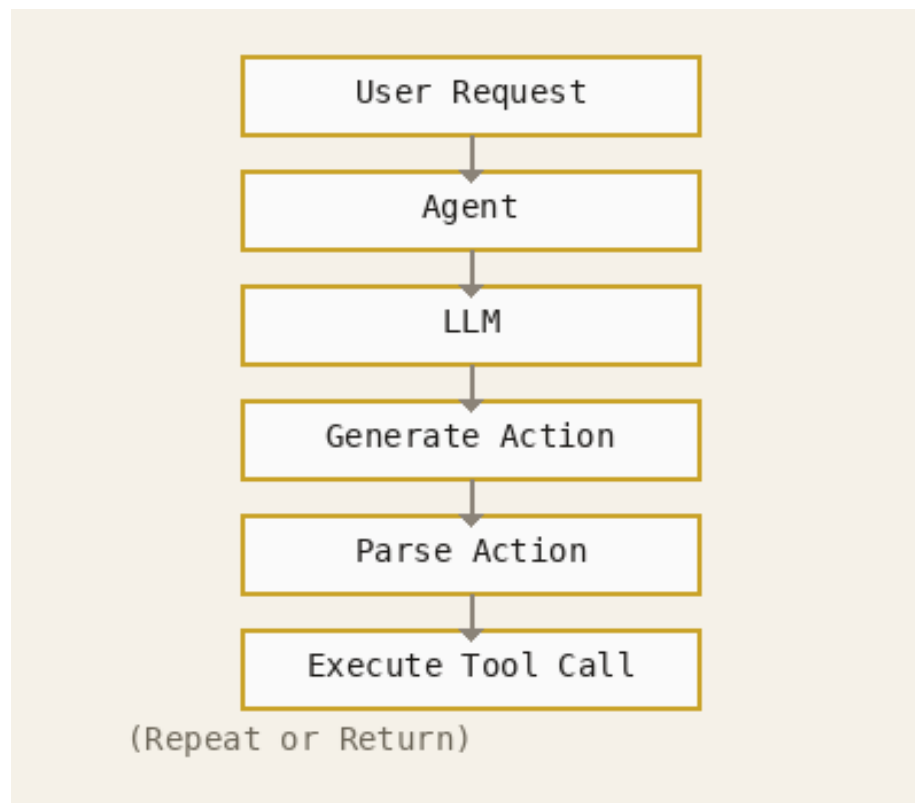 User Request
Agent
LLM
Generate Action
Parse Action
Execute Tool Call
(Repeat or Return)